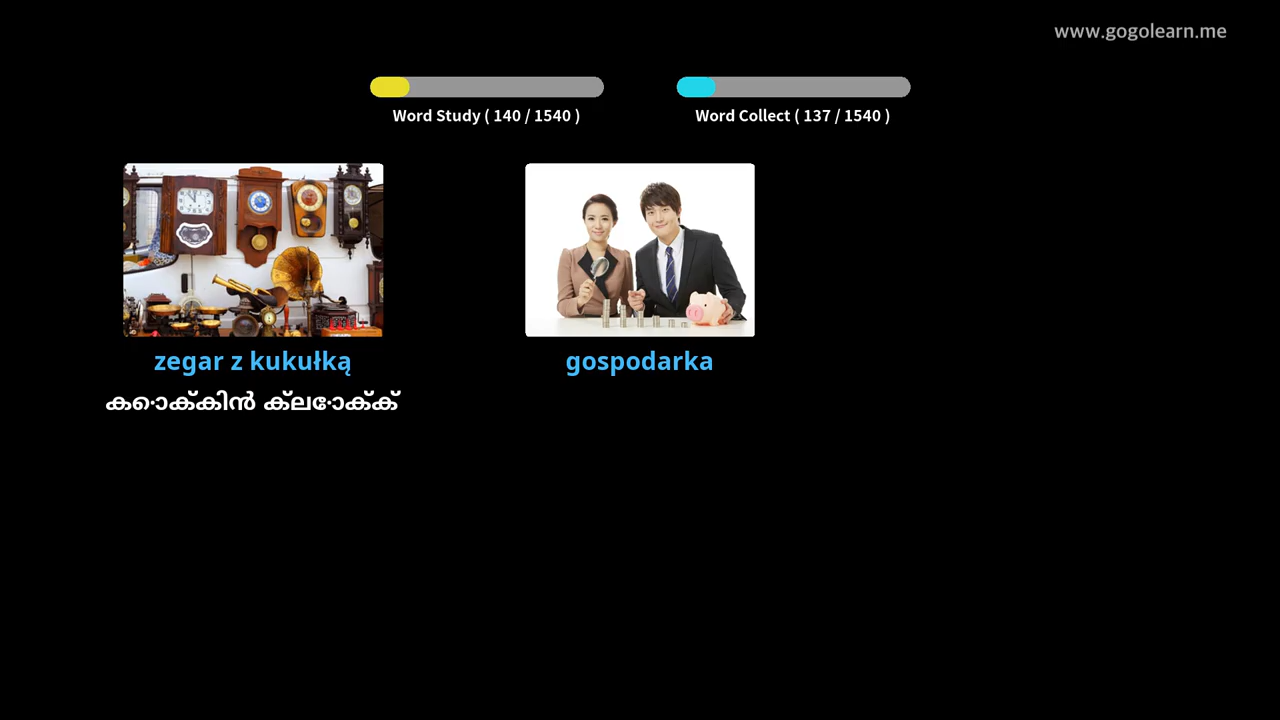 www.gogolearn.me
Word Study ( 140 / 1540 )
Word Collect ( 137 / 1540 )
zegar z kukułką
കൊക്കിൻ ക്ലോക്ക്
gospodarka